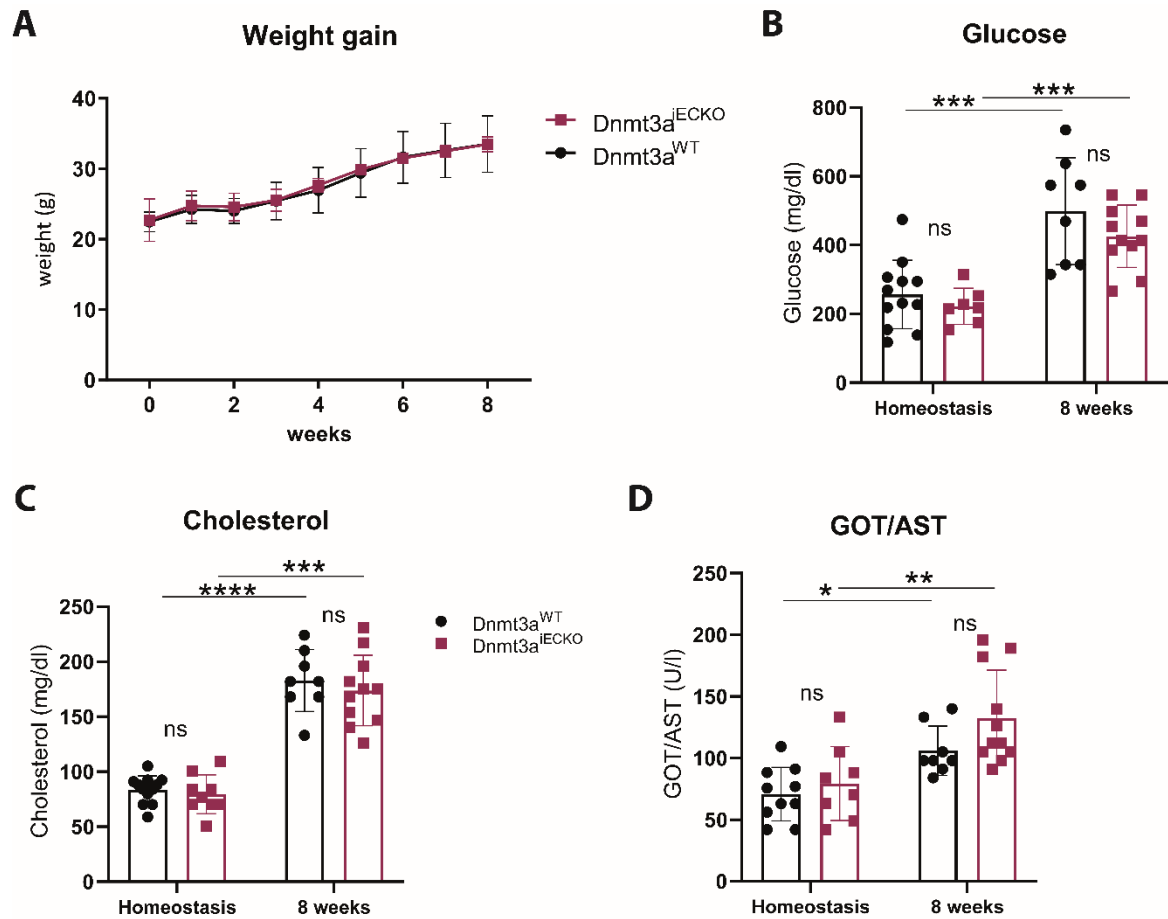 A
Weight gain
weight (g)
40
30
20
10
0
0 2 4 6 8
weeks
Dnmt3a^iECKO
Dnmt3a^WT
B
Glucose
Glucose (mg/dl)
*** ***
800
600
400
200
0
ns
ns
Homeostasis 8 weeks
C
Cholesterol
Cholesterol (mg/dl)
***
****
250
200
150
100
50
0
ns
ns
Homeostasis 8 weeks
Dnmt3a^WT
Dnmt3a^iECKO
D
GOT/AST
GOT/AST (U/l)
* **
250
200
150
100
50
0
ns
ns
Homeostasis 8 weeks